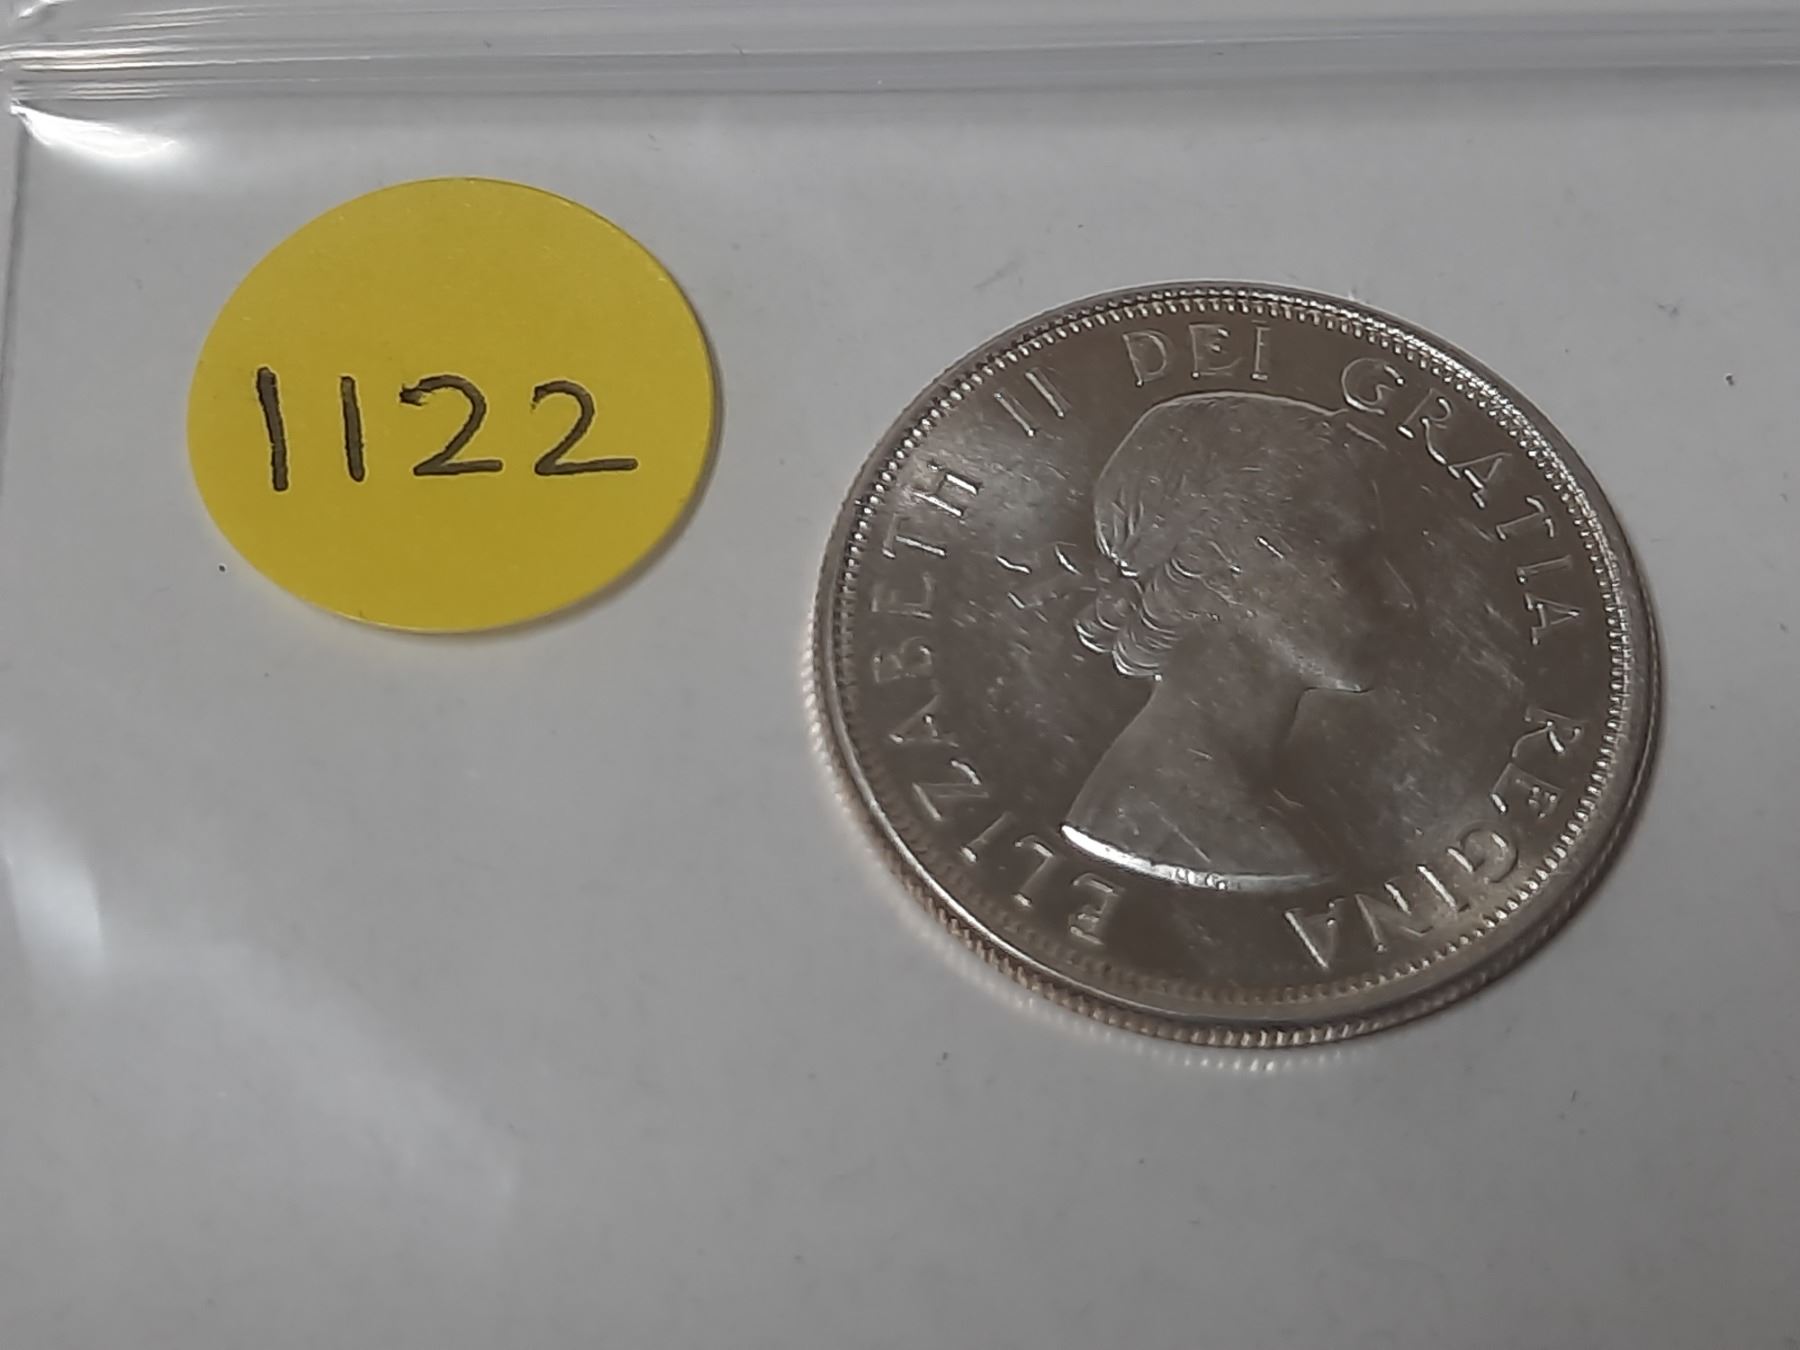 1122
ELIZABETH II DEI GRATIA REGINA